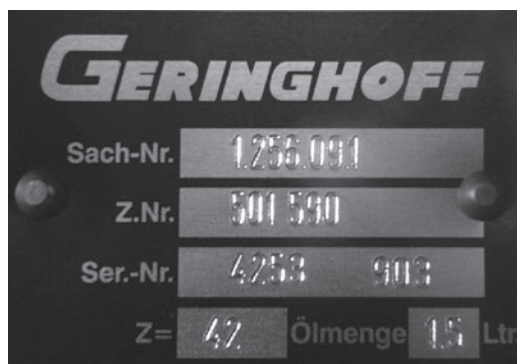 GERINGHOFF
Sach-Nr. 1.256.091
Z.Nr. 501 590
Ser.-Nr. 4253 903
Z= 42 Ölmenge 1.5 Ltr.